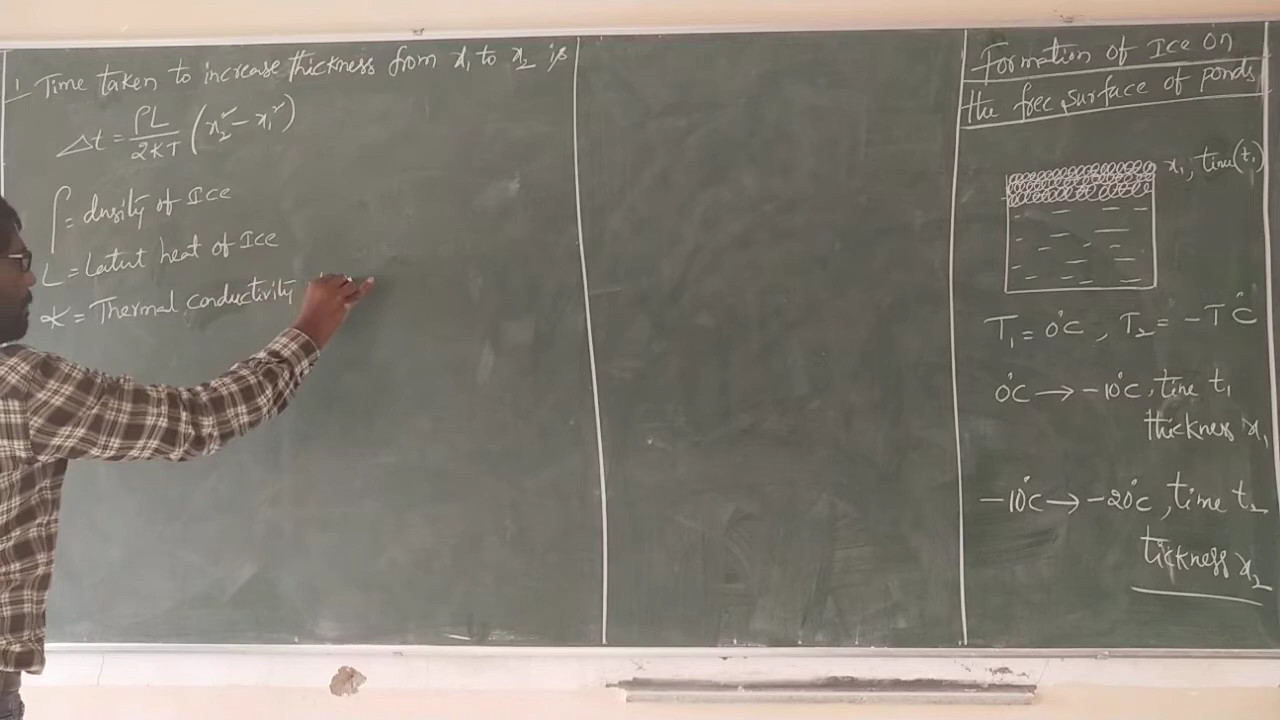 1 Time taken to increase thickness from x₁ to x₂ is
Δt = ρL/2KT (x₂² − x₁²)
ρ = density of Ice
L = Latent heat of Ice
K = Thermal conductivity
Formation of Ice on
the free surface of ponds
x₁, time(t₁)
T₁ = 0°C , T₂ = −T°C
0°C → −10°C, time t₁
thickness x₁
−10°C → −20°C, time t₂
tickness x₂